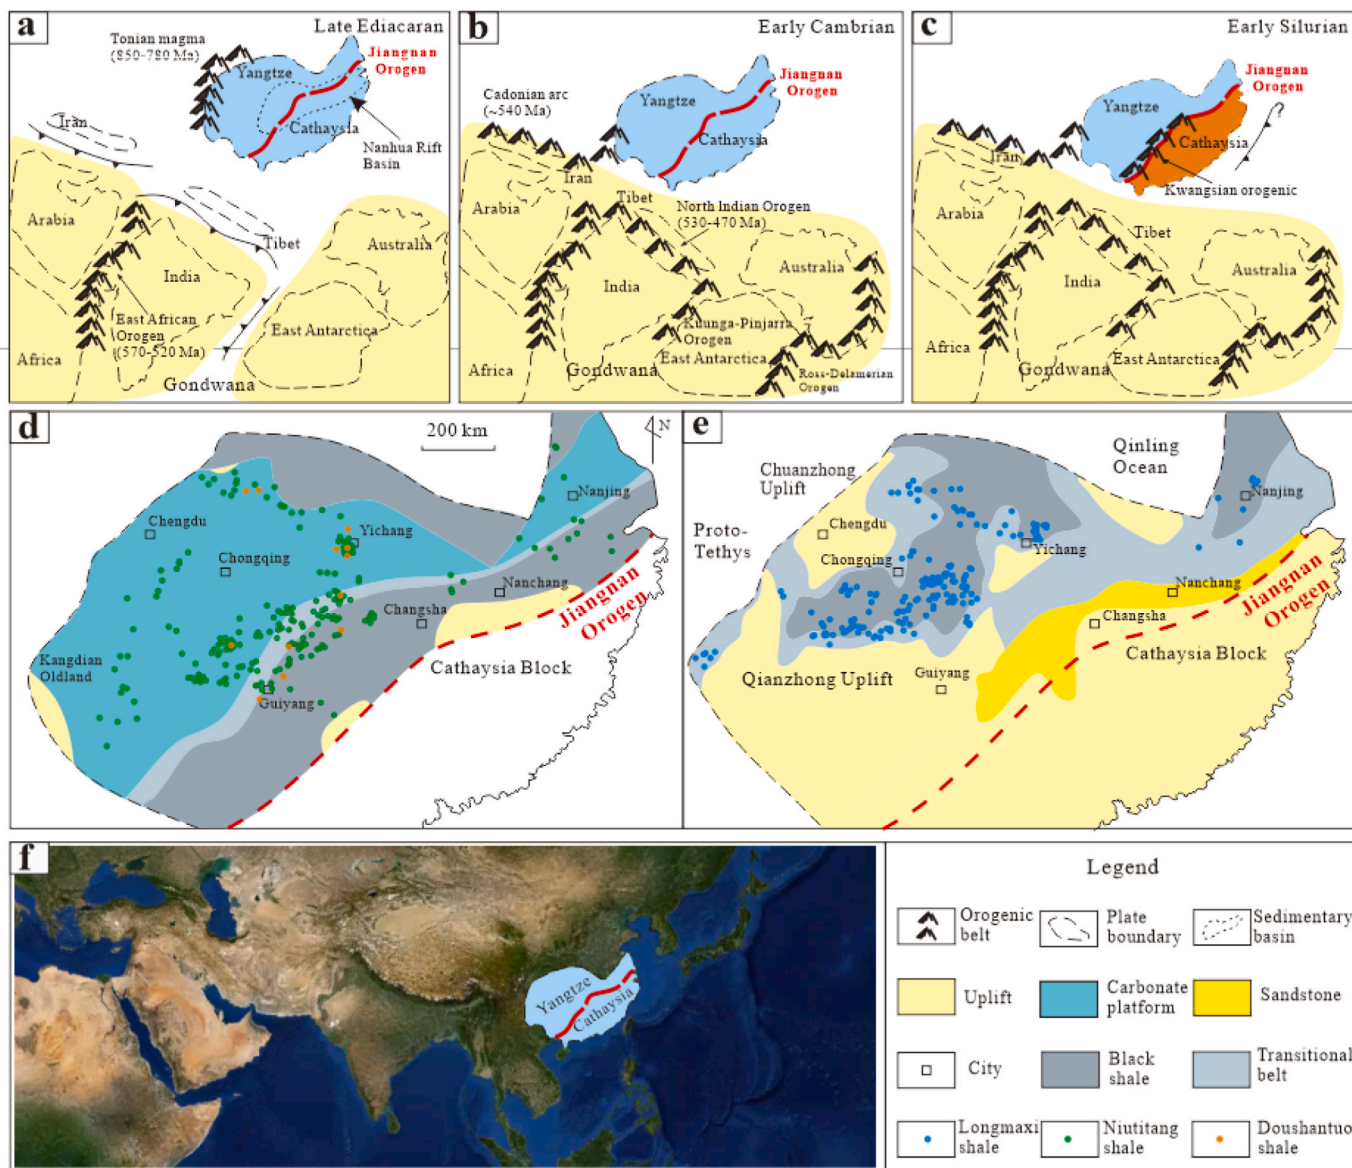 a
Late Ediacaran
Tonian magma
(850-780 Ma)
Yangtze
Jiangnan
Orogen
Cathaysia
Nanhua Rift
Basin
Iran
Arabia
Tibet
Australia
India
East African
Orogen
(570-520 Ma)
East Antarctica
Africa
Gondwana
b
Early Cambrian
Cadonian arc
(~540 Ma)
Yangtze
Jiangnan
Orogen
Cathaysia
Iran
Tibet
North Indian Orogen
(530-470 Ma)
Arabia
Australia
India
Kuunga-Pinjarra
Orogen
East Antarctica
Africa
Gondwana
Ross-Delamerian
Orogen
c
Early Silurian
Jiangnan
Orogen
Yangtze
?
Cathaysia
Iran
Kwangsian orogenic
Arabia
Tibet
Australia
India
East Antarctica
Africa
Gondwana
d
200 km
N
Nanjing
Chengdu
Yichang
Chongqing
Nanchang
Changsha
Jiangnan
Orogen
Kangdian
Oldland
Cathaysia Block
Guiyang
e
Qinling
Ocean
Chuanzhong
Uplift
Nanjing
Chengdu
Proto-
Tethys
Yichang
Chongqing
Nanchang
Changsha
Jiangnan
Orogen
Cathaysia Block
Qianzhong Uplift
Guiyang
f
Yangtze
Cathaysia
Legend
Orogenic
belt
Plate
boundary
Sedimentary
basin
Uplift
Carbonate
platform
Sandstone
City
Black
shale
Transitional
belt
Longmaxi
shale
Niutitang
shale
Doushantuo
shale